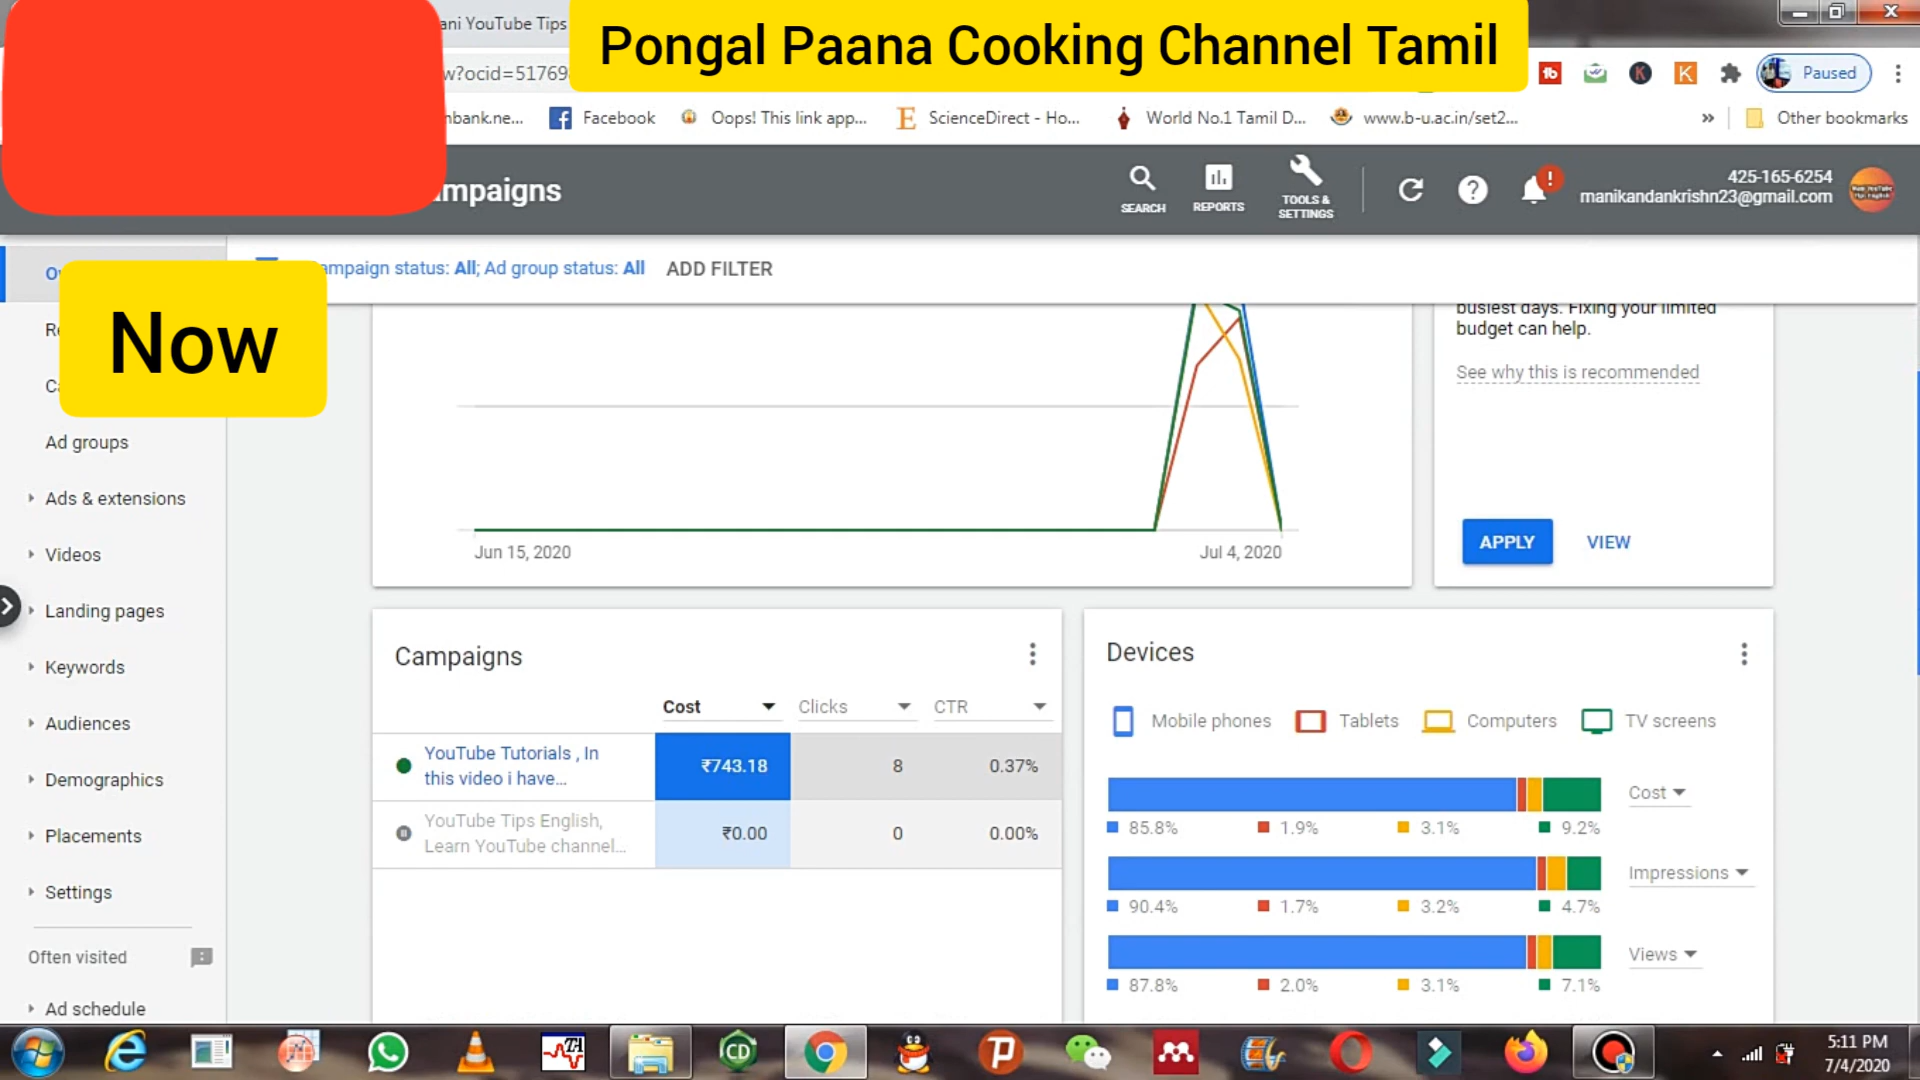 ani YouTube Tips
Pongal Paana Cooking Channel Tamil
w?ocid=5176
Paused
nbank.ne...
Facebook
Oops! This link app...
ScienceDirect - Ho...
World No.1 Tamil D...
www.b-u.ac.in/set2...
»
Other bookmarks
mpaigns
SEARCH
REPORTS
TOOLS &
SETTINGS
425-165-6254
manikandankrishn23@gmail.com
ampaign status: All; Ad group status: All
ADD FILTER
Now
Ad groups
Ads & extensions
Videos
Landing pages
Keywords
Audiences
Demographics
Placements
Settings
Often visited
Ad schedule
busiest days. Fixing your limited
budget can help.
See why this is recommended
APPLY
VIEW
Jun 15, 2020
Jul 4, 2020
Campaigns
Cost
Clicks
CTR
YouTube Tutorials , In
this video i have...
₹743.18
8
0.37%
YouTube Tips English,
Learn YouTube channel...
₹0.00
0
0.00%
Devices
Mobile phones
Tablets
Computers
TV screens
Cost
85.8%
1.9%
3.1%
9.2%
Impressions
90.4%
1.7%
3.2%
4.7%
Views
87.8%
2.0%
3.1%
7.1%
5:11 PM
7/4/2020